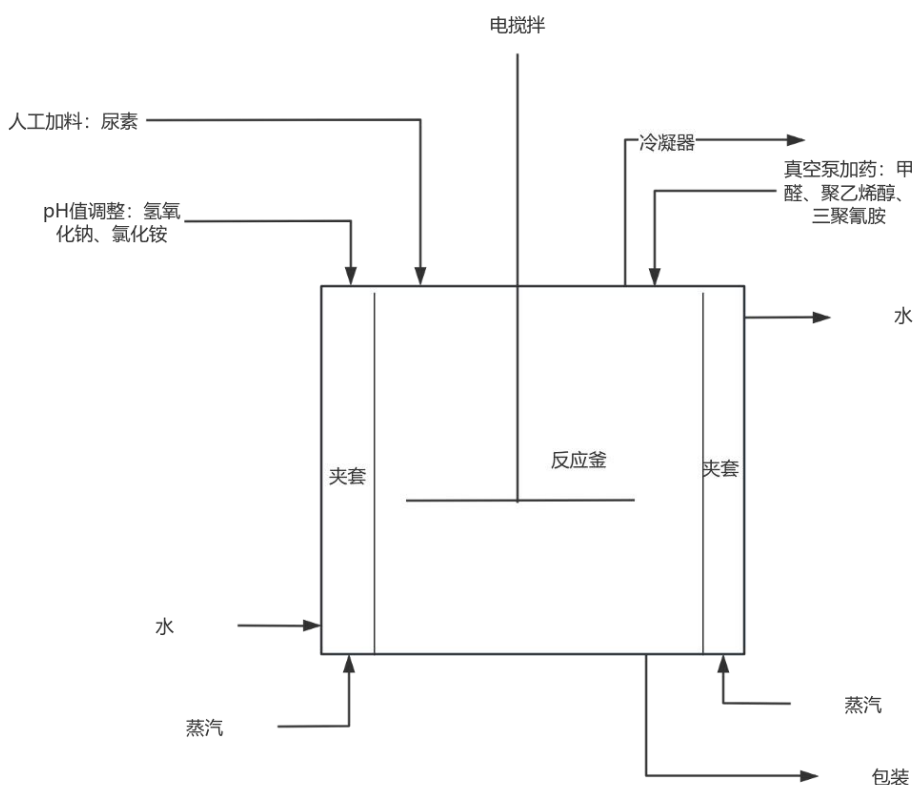 电搅拌
人工加料：尿素
冷凝器
真空泵加药：甲
醛、聚乙烯醇、
三聚氰胺
pH值调整：氢氧
化钠、氯化铵
水
反应釜
夹套
夹套
水
蒸汽
蒸汽
包装